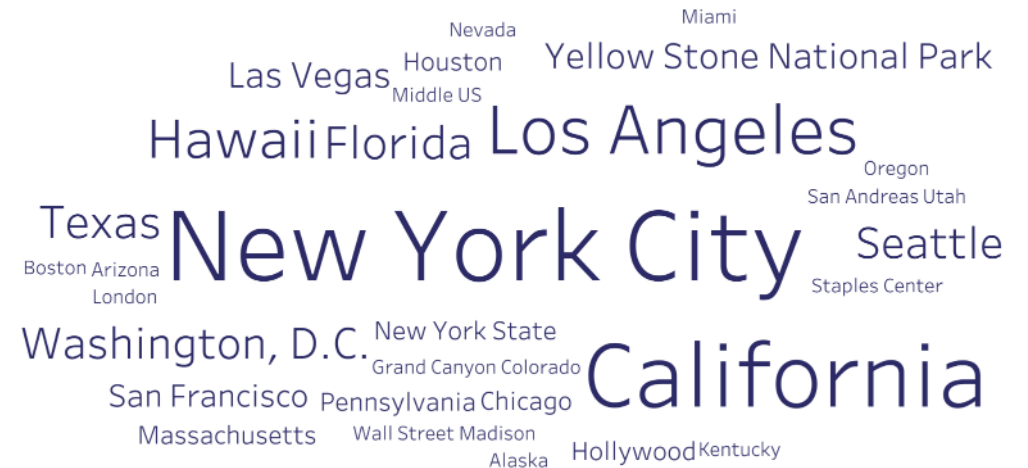 Miami
Nevada
Yellow Stone National Park
Houston
Las Vegas
Middle US
Los Angeles
Hawaii Florida
Oregon
San Andreas Utah
Texas
New York City
Seattle
Boston Arizona
Staples Center
London
Washington, D.C.
New York State
Grand Canyon Colorado
California
San Francisco
Pennsylvania Chicago
Massachusetts
Wall Street Madison
Hollywood Kentucky
Alaska